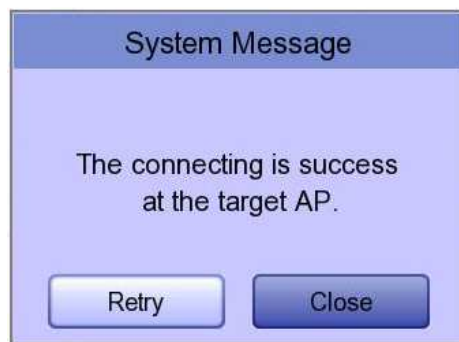 System Message
The connecting is success
at the target AP.
Retry
Close